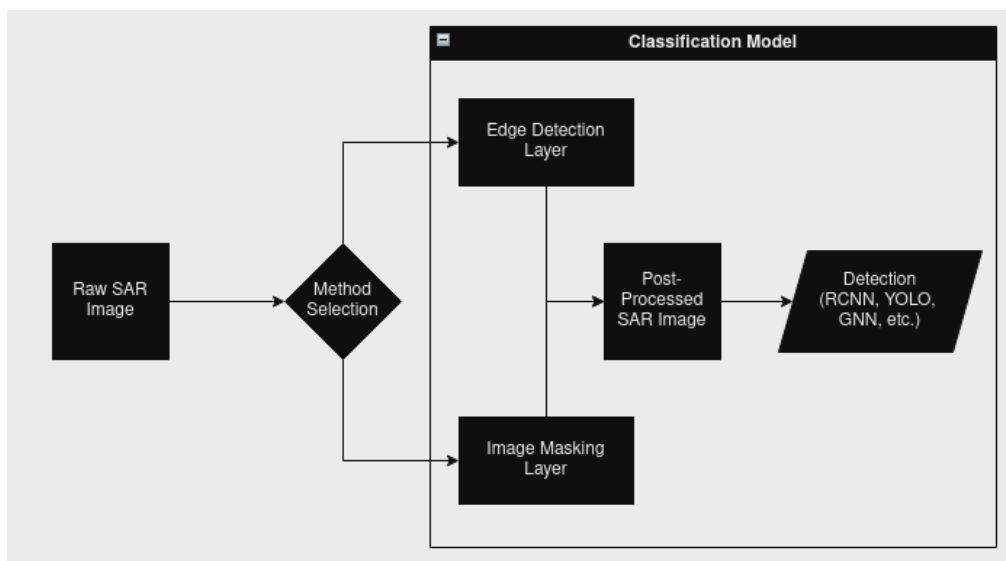 Classification Model
Edge Detection
Layer
Raw SAR
Image
Method
Selection
Post-
Processed
SAR Image
Detection
(RCNN, YOLO,
GNN, etc.)
Image Masking
Layer